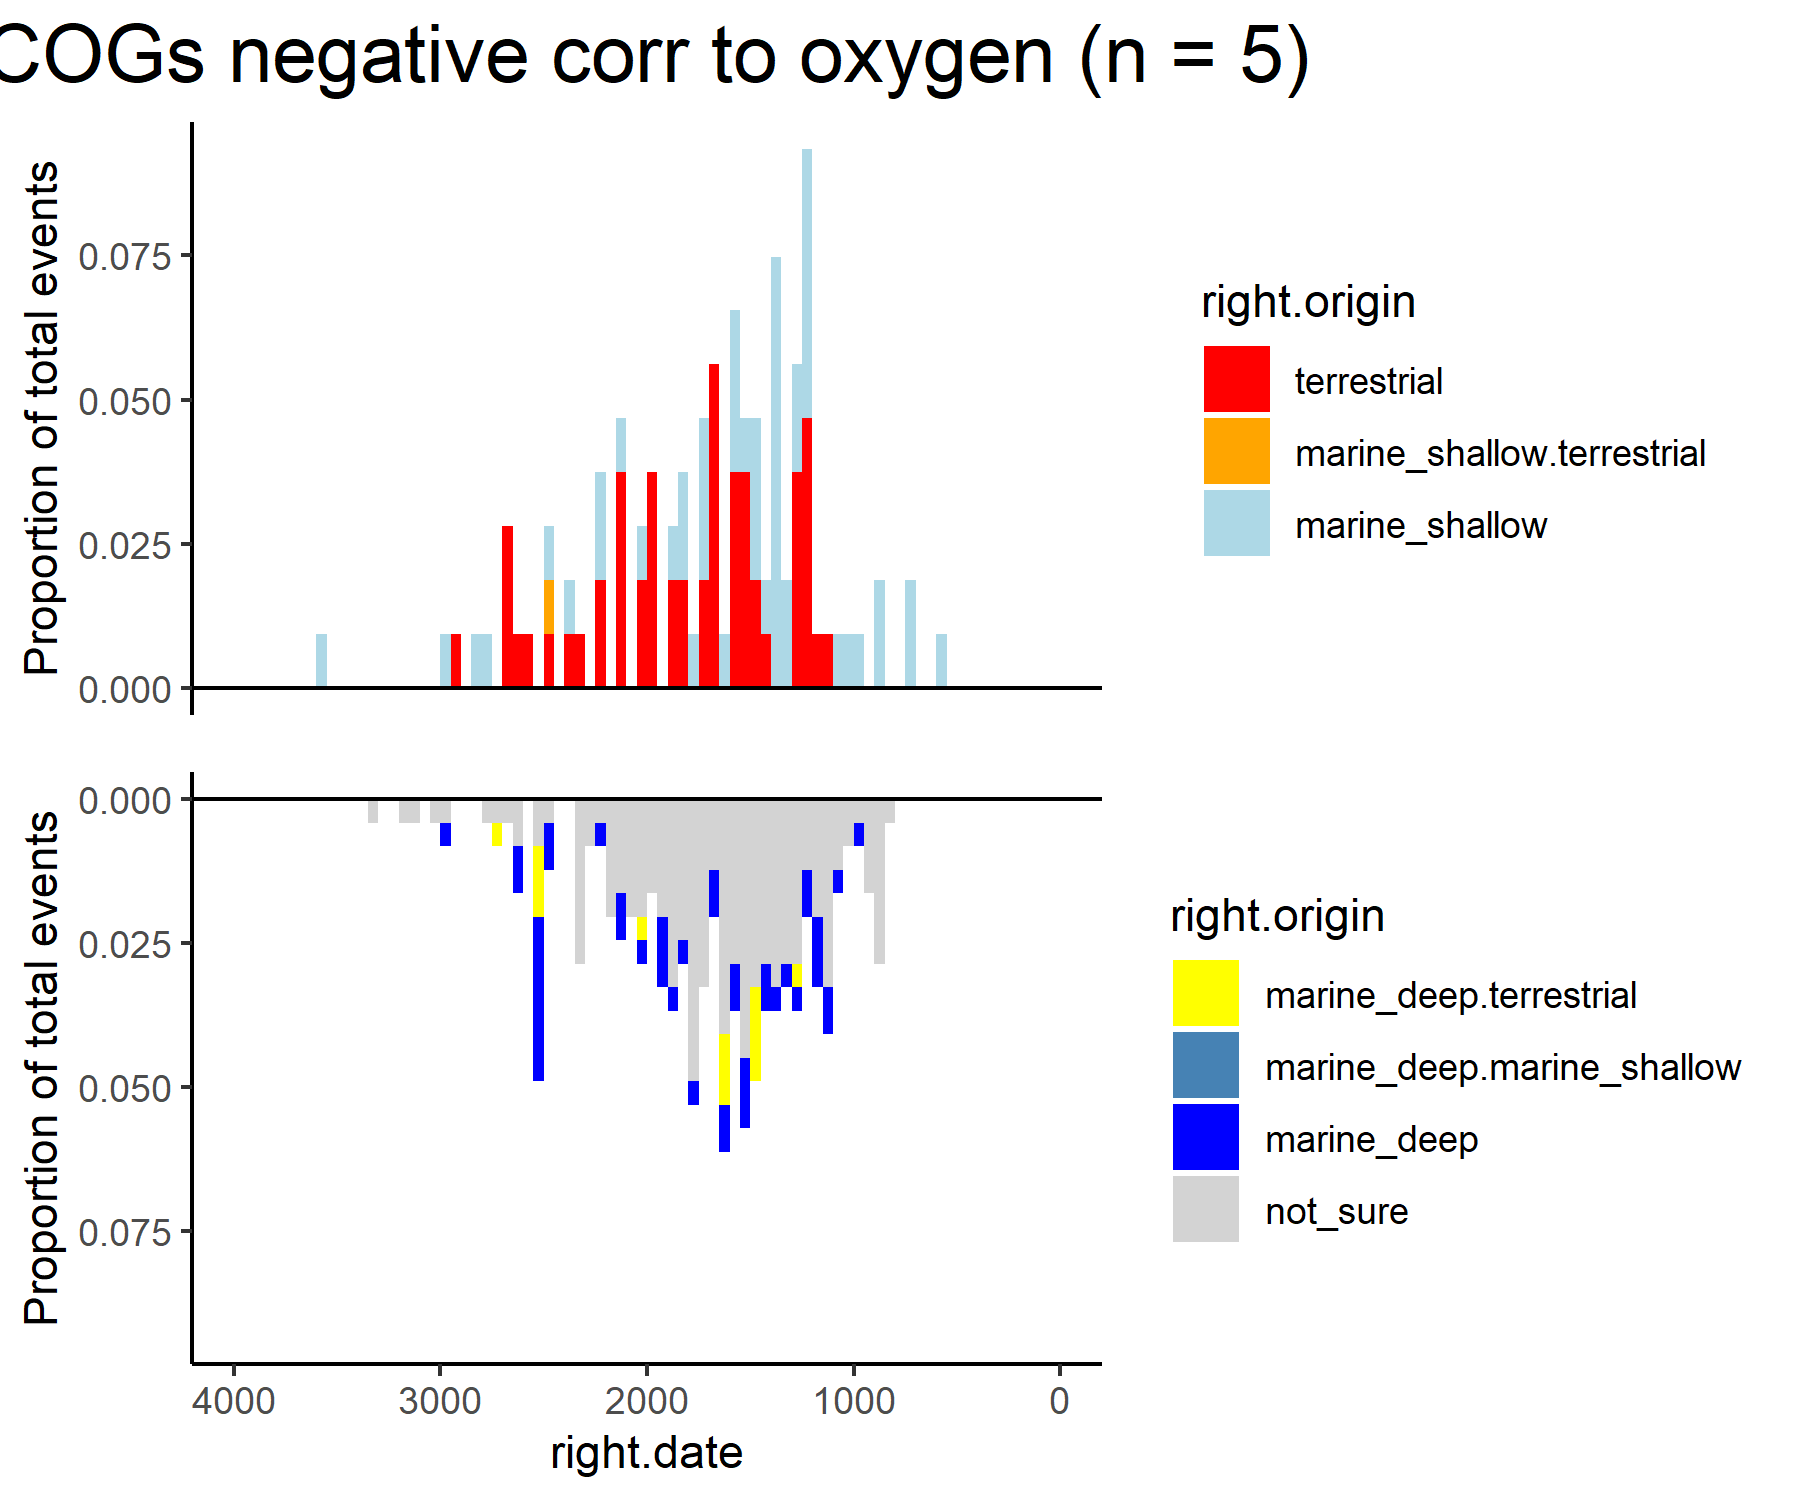 COGs negative corr to oxygen (n = 5)
Proportion of total events
0.075
0.050
0.025
0.000
right.origin
terrestrial
marine_shallow.terrestrial
marine_shallow
Proportion of total events
0.000
0.025
0.050
0.075
right.origin
marine_deep.terrestrial
marine_deep.marine_shallow
marine_deep
not_sure
4000 3000 2000 1000 0
right.date